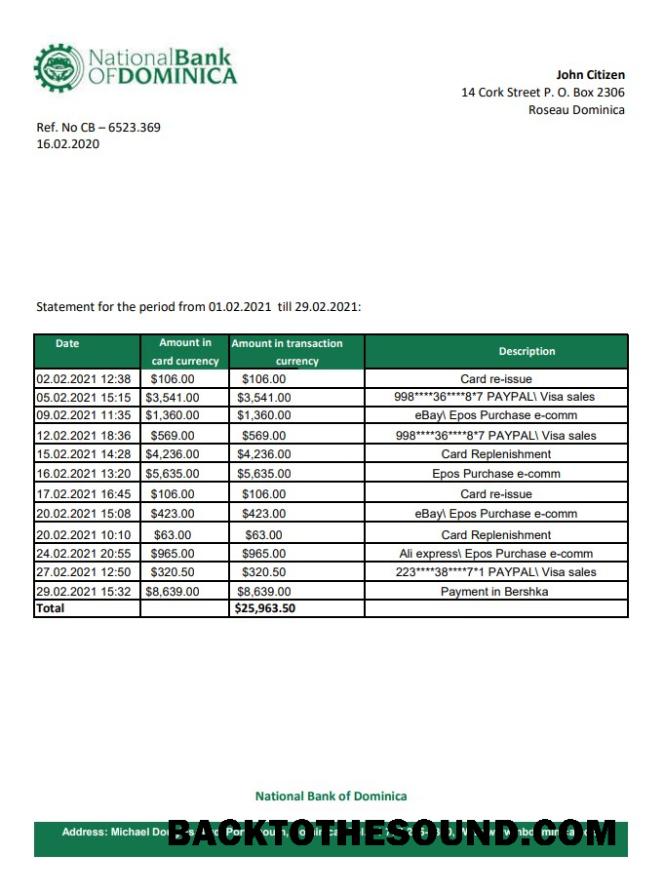 NationalBank
OFDOMINICA
John Citizen
14 Cork Street P. O. Box 2306
Roseau Dominica
Ref. No CB – 6523.369
16.02.2020
Statement for the period from 01.02.2021 till 29.02.2021:
Date Amount in card currency Amount in transaction currency Description
02.02.2021 12:38 $106.00 $106.00 Card re-issue
05.02.2021 15:15 $3,541.00 $3,541.00 998****36****8*7 PAYPAL\ Visa sales
09.02.2021 11:35 $1,360.00 $1,360.00 eBay\ Epos Purchase e-comm
12.02.2021 18:36 $569.00 $569.00 998****36****8*7 PAYPAL\ Visa sales
15.02.2021 14:28 $4,236.00 $4,236.00 Card Replenishment
16.02.2021 13:20 $5,635.00 $5,635.00 Epos Purchase e-comm
17.02.2021 16:45 $106.00 $106.00 Card re-issue
20.02.2021 15:08 $423.00 $423.00 eBay\ Epos Purchase e-comm
20.02.2021 10:10 $63.00 $63.00 Card Replenishment
24.02.2021 20:55 $965.00 $965.00 Ali express\ Epos Purchase e-comm
27.02.2021 12:50 $320.50 $320.50 223****38****7*1 PAYPAL\ Visa sales
29.02.2021 15:32 $8,639.00 $8,639.00 Payment in Bershka
Total $25,963.50
National Bank of Dominica
Address: Michael
BACKTOTHESOUND.COM